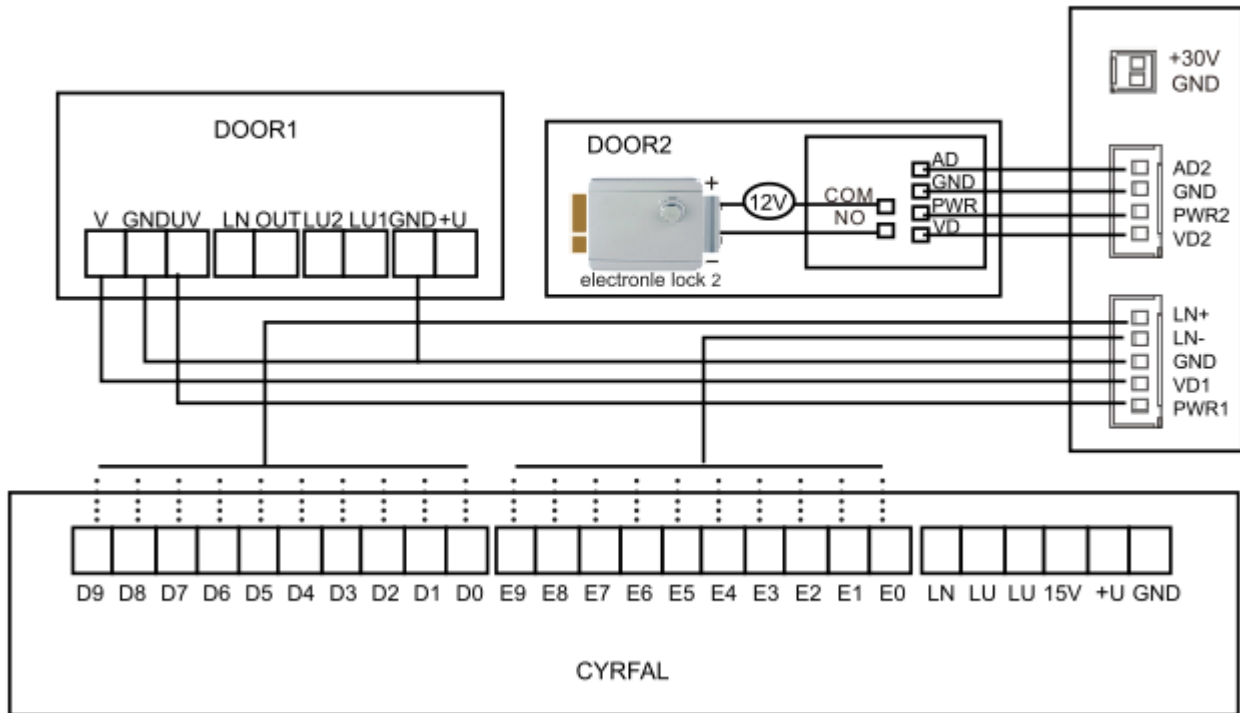 +30V
GND
DOOR1
DOOR2
V GND UV LN OUT LU2 LU1 GND +U
+
12V
COM
NO
AD
GND
PWR
VD
−
electronle lock 2
AD2
GND
PWR2
VD2
LN+
LN-
GND
VD1
PWR1
D9 D8 D7 D6 D5 D4 D3 D2 D1 D0 E9 E8 E7 E6 E5 E4 E3 E2 E1 E0 LN LU LU 15V +U GND
CYRFAL